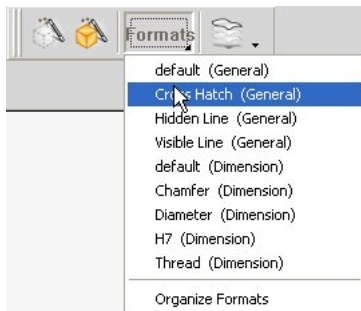 Formats
default (General)
Cross Hatch (General)
Hidden Line (General)
Visible Line (General)
default (Dimension)
Chamfer (Dimension)
Diameter (Dimension)
H7 (Dimension)
Thread (Dimension)
Organize Formats